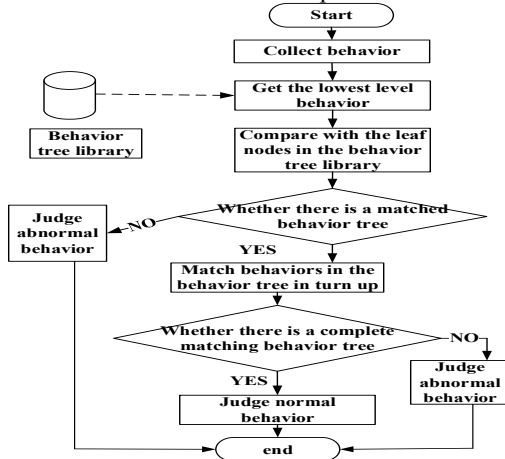 Start
Collect behavior
Get the lowest level
behavior
Behavior
tree library
Compare with the leaf
nodes in the behavior
tree library
Whether there is a matched
behavior tree
NO
Judge
abnormal
behavior
YES
Match behaviors in the
behavior tree in turn up
Whether there is a complete
matching behavior tree
NO
Judge
abnormal
behavior
YES
Judge normal
behavior
end